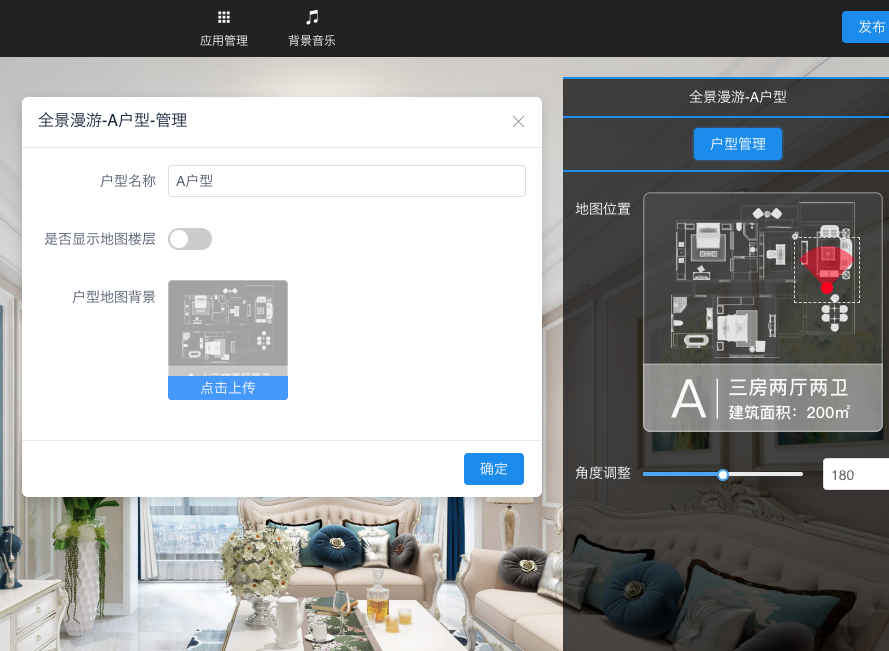 应用管理
背景音乐
发布
全景漫游-A户型-管理
户型名称
A户型
是否显示地图楼层
户型地图背景
点击上传
确定
全景漫游-A户型
户型管理
地图位置
A
三房两厅两卫
建筑面积：200㎡
角度调整
180